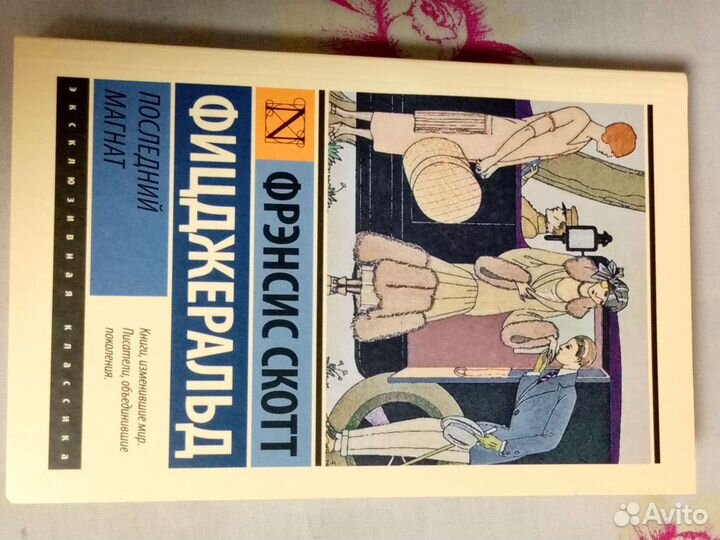 ФРЭНСИС СКОТТ
ФИЦДЖЕРАЛЬД
ПОСЛЕДНИЙ
МАГНАТ
Книги, изменившие мир.
Писатели, объединившие
поколения.
ЭКСКЛЮЗИВНАЯ КЛАССИКА
Avito